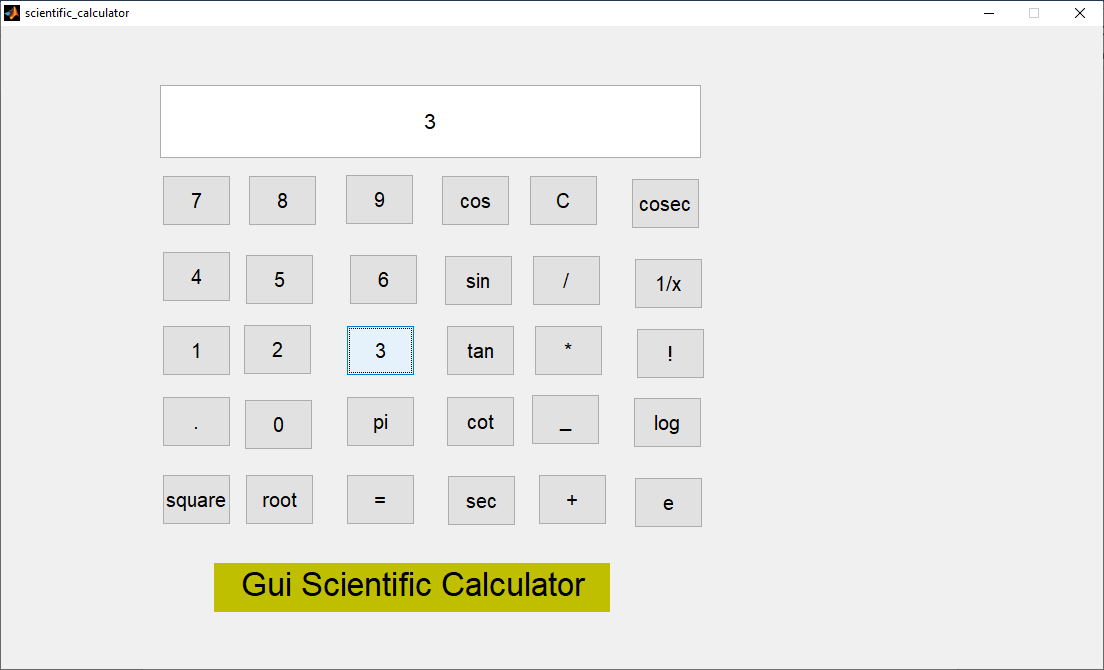 scientific_calculator
3
7 8 9 cos C cosec
4 5 6 sin / 1/x
1 2 3 tan * !
. 0 pi cot _ log
square root = sec + e
Gui Scientific Calculator